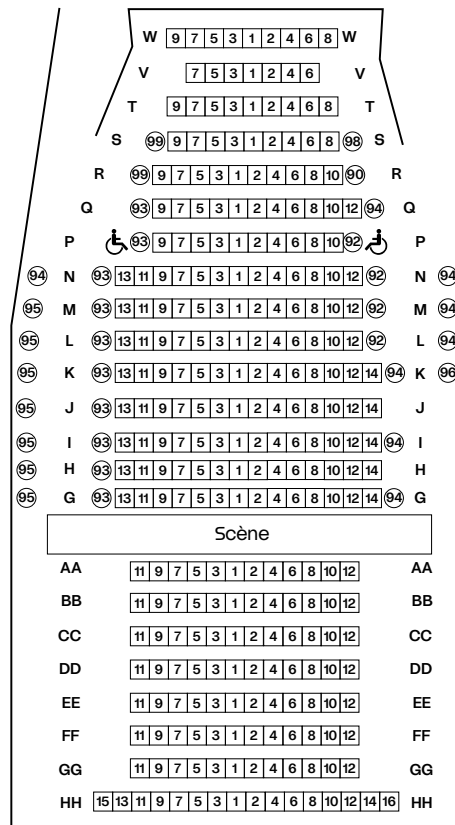 W 9 7 5 3 1 2 4 6 8 W
V 7 5 3 1 2 4 6 V
T 9 7 5 3 1 2 4 6 8 T
S 99 9 7 5 3 1 2 4 6 8 98 S
R 99 9 7 5 3 1 2 4 6 8 10 90 R
Q 93 9 7 5 3 1 2 4 6 8 10 12 94 Q
P 93 9 7 5 3 1 2 4 6 8 10 92 P
94 N 93 13 11 9 7 5 3 1 2 4 6 8 10 12 92 N 94
95 M 93 13 11 9 7 5 3 1 2 4 6 8 10 12 92 M 94
95 L 93 13 11 9 7 5 3 1 2 4 6 8 10 12 92 L 94
95 K 93 13 11 9 7 5 3 1 2 4 6 8 10 12 14 94 K 96
95 J 93 13 11 9 7 5 3 1 2 4 6 8 10 12 14 J
95 I 93 13 11 9 7 5 3 1 2 4 6 8 10 12 14 94 I
95 H 93 13 11 9 7 5 3 1 2 4 6 8 10 12 14 H
95 G 93 13 11 9 7 5 3 1 2 4 6 8 10 12 14 94 G
Scène
AA 11 9 7 5 3 1 2 4 6 8 10 12 AA
BB 11 9 7 5 3 1 2 4 6 8 10 12 BB
CC 11 9 7 5 3 1 2 4 6 8 10 12 CC
DD 11 9 7 5 3 1 2 4 6 8 10 12 DD
EE 11 9 7 5 3 1 2 4 6 8 10 12 EE
FF 11 9 7 5 3 1 2 4 6 8 10 12 FF
GG 11 9 7 5 3 1 2 4 6 8 10 12 GG
HH 15 13 11 9 7 5 3 1 2 4 6 8 10 12 14 16 HH